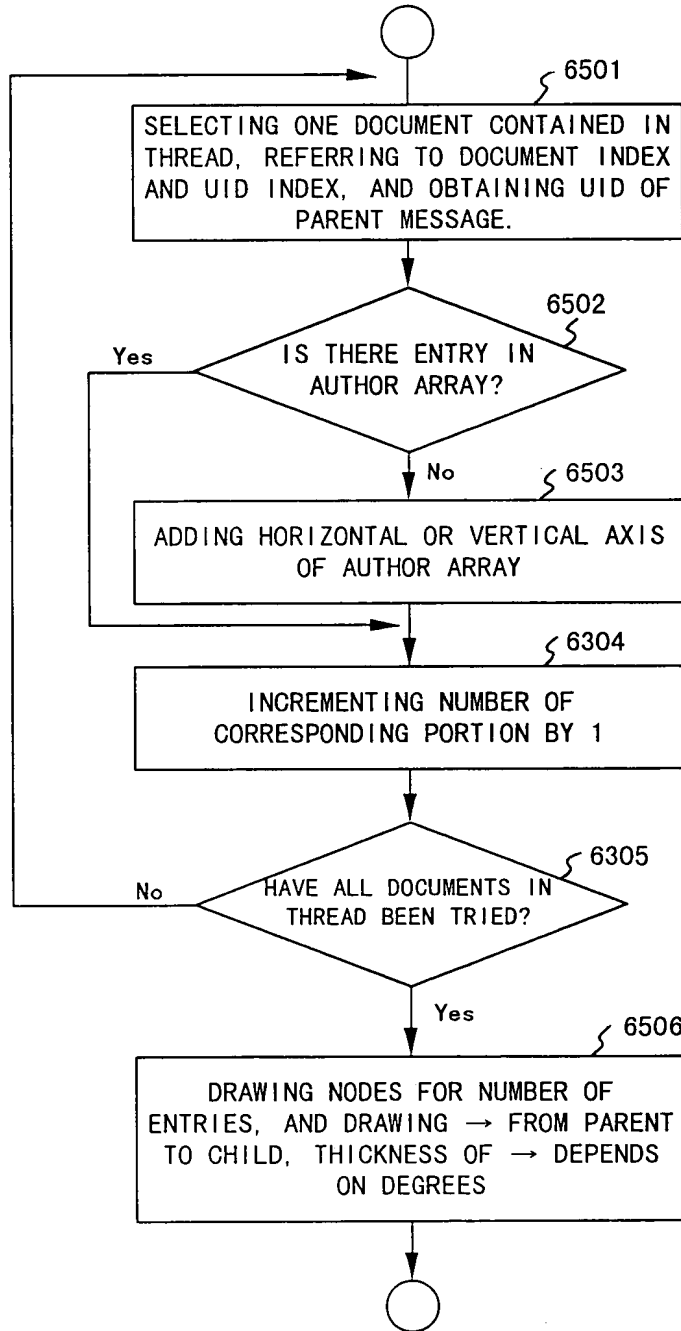 6501
SELECTING ONE DOCUMENT CONTAINED IN
THREAD, REFERRING TO DOCUMENT INDEX
AND UID INDEX, AND OBTAINING UID OF
PARENT MESSAGE.
6502
Yes
IS THERE ENTRY IN
AUTHOR ARRAY?
No
6503
ADDING HORIZONTAL OR VERTICAL AXIS
OF AUTHOR ARRAY
6304
INCREMENTING NUMBER OF
CORRESPONDING PORTION BY 1
6305
No
HAVE ALL DOCUMENTS IN
THREAD BEEN TRIED?
Yes
6506
DRAWING NODES FOR NUMBER OF
ENTRIES, AND DRAWING → FROM PARENT
TO CHILD, THICKNESS OF → DEPENDS
ON DEGREES